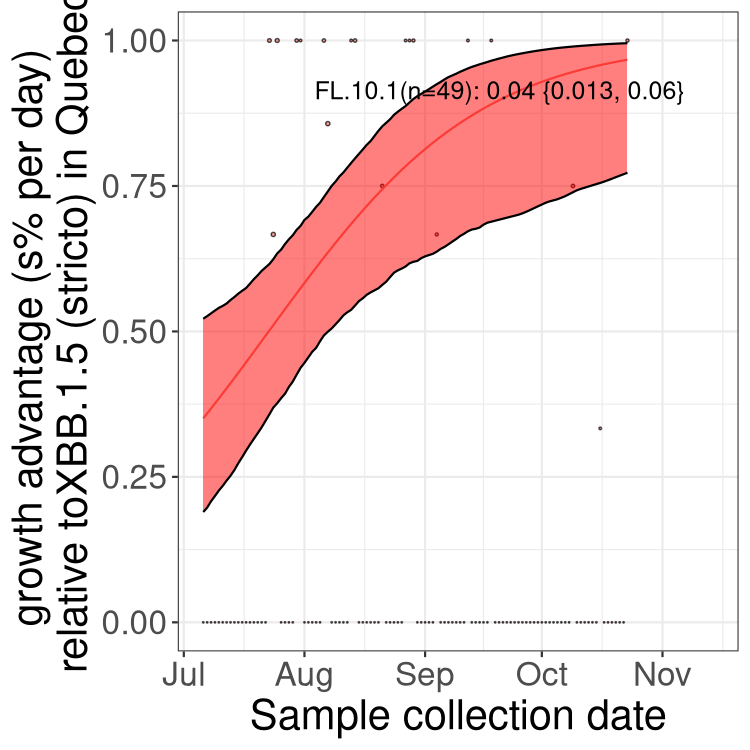 growth advantage (s% per day)
relative toXBB.1.5 (stricto) in Quebec
1.00
0.75
0.50
0.25
0.00
FL.10.1(n=49): 0.04 {0.013, 0.06}
Jul Aug Sep Oct Nov
Sample collection date